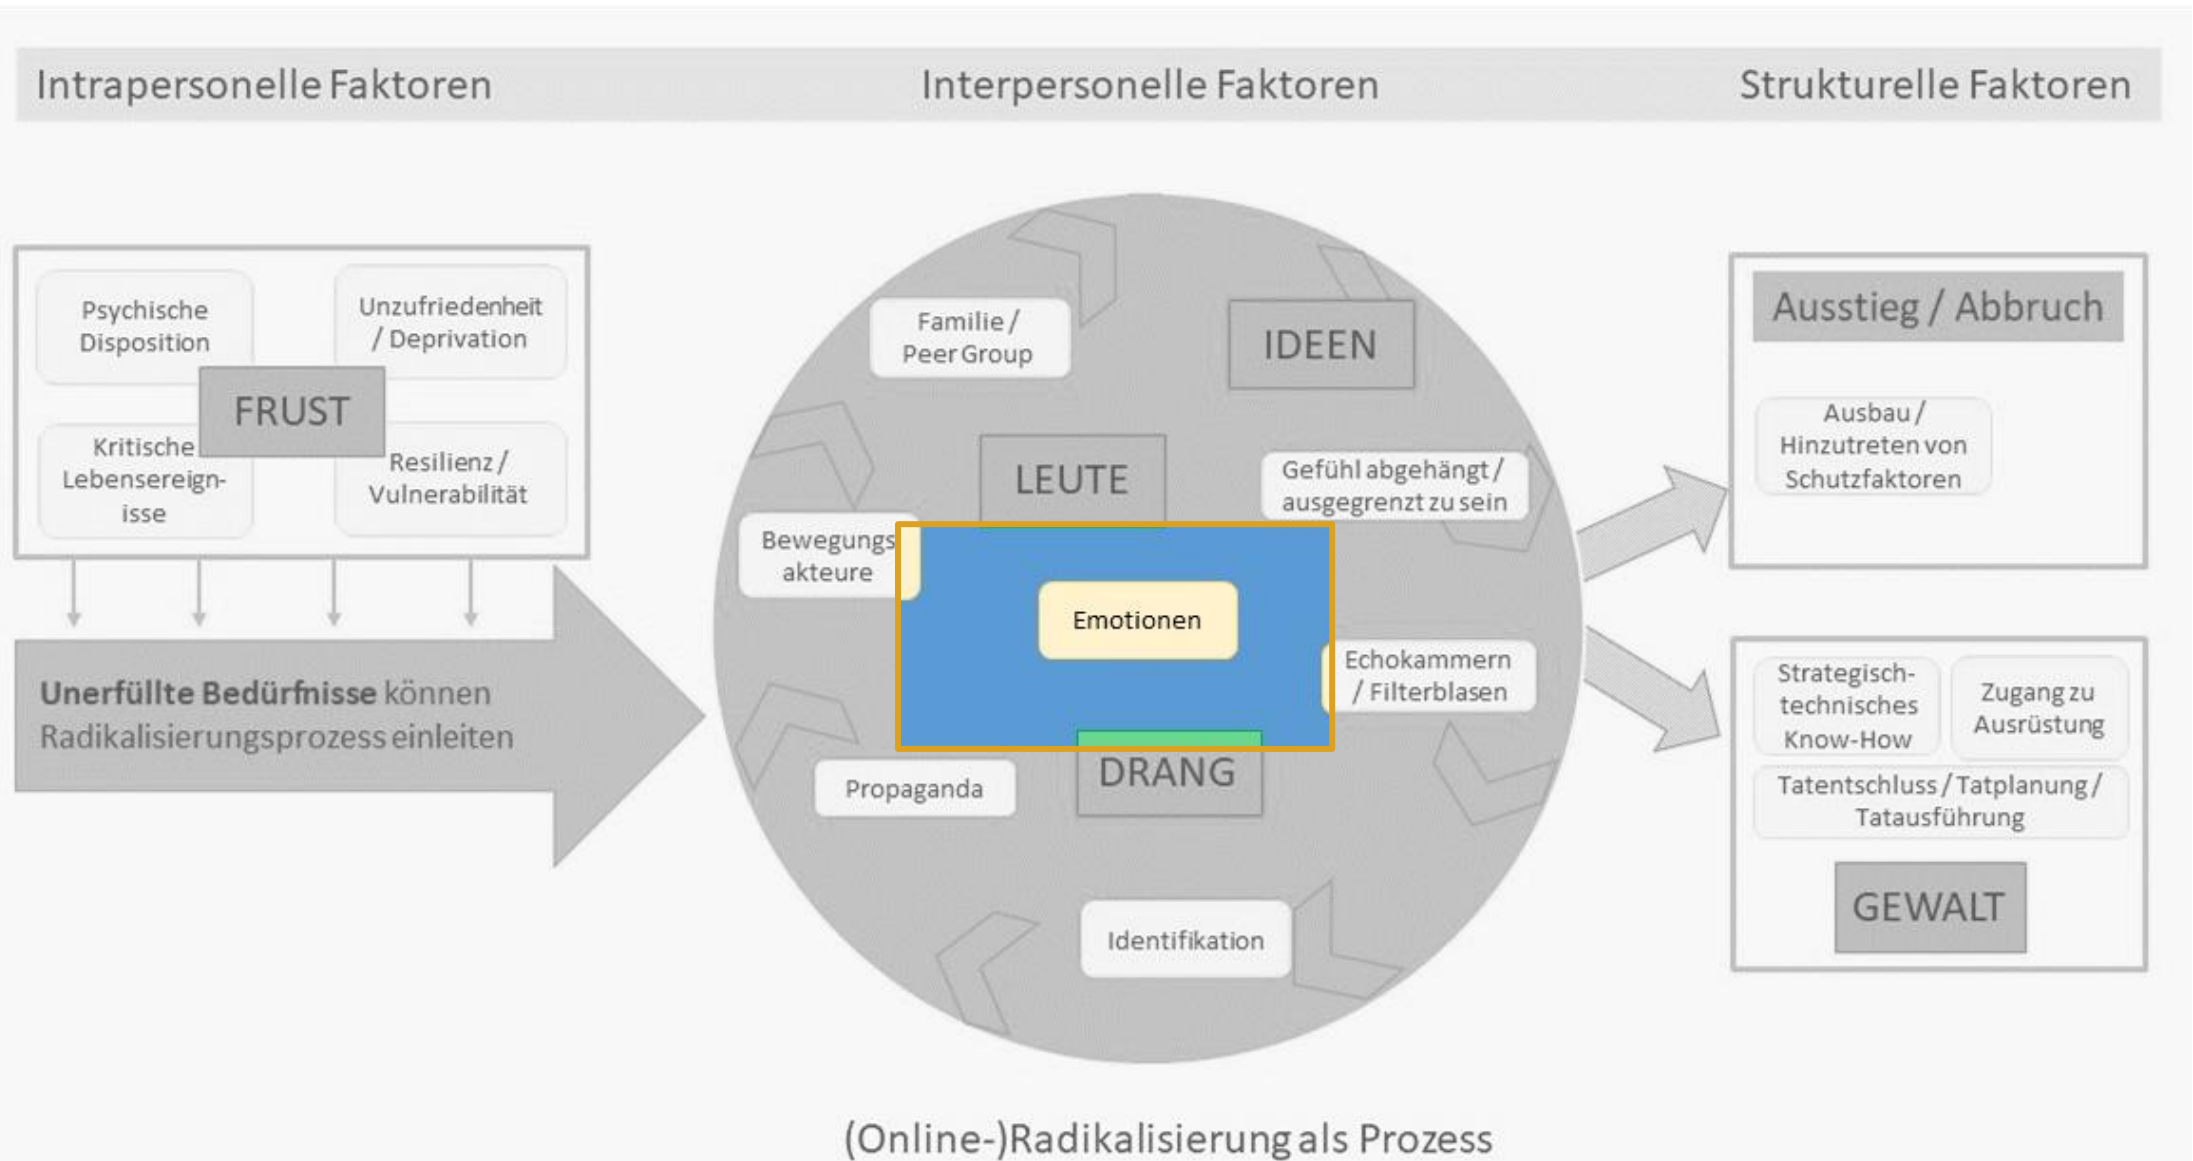 Intrapersonelle Faktoren
Interpersonelle Faktoren
Strukturelle Faktoren
Psychische
Disposition
Unzufriedenheit
/ Deprivation
FRUST
Kritische
Lebensereign-
isse
Resilienz /
Vulnerabilität
Unerfüllte Bedürfnisse können
Radikalisierungsprozess einleiten
Familie /
Peer Group
IDEEN
LEUTE
Gefühl abgehängt /
ausgegrenzt zu sein
Bewegungs
akteure
Emotionen
Echokammern
/ Filterblasen
DRANG
Propaganda
Identifikation
Ausstieg / Abbruch
Ausbau /
Hinzutreten von
Schutzfaktoren
Strategisch-
technisches
Know-How
Zugang zu
Ausrüstung
Tatentschluss / Tatplanung /
Tatausführung
GEWALT
(Online-)Radikalisierung als Prozess